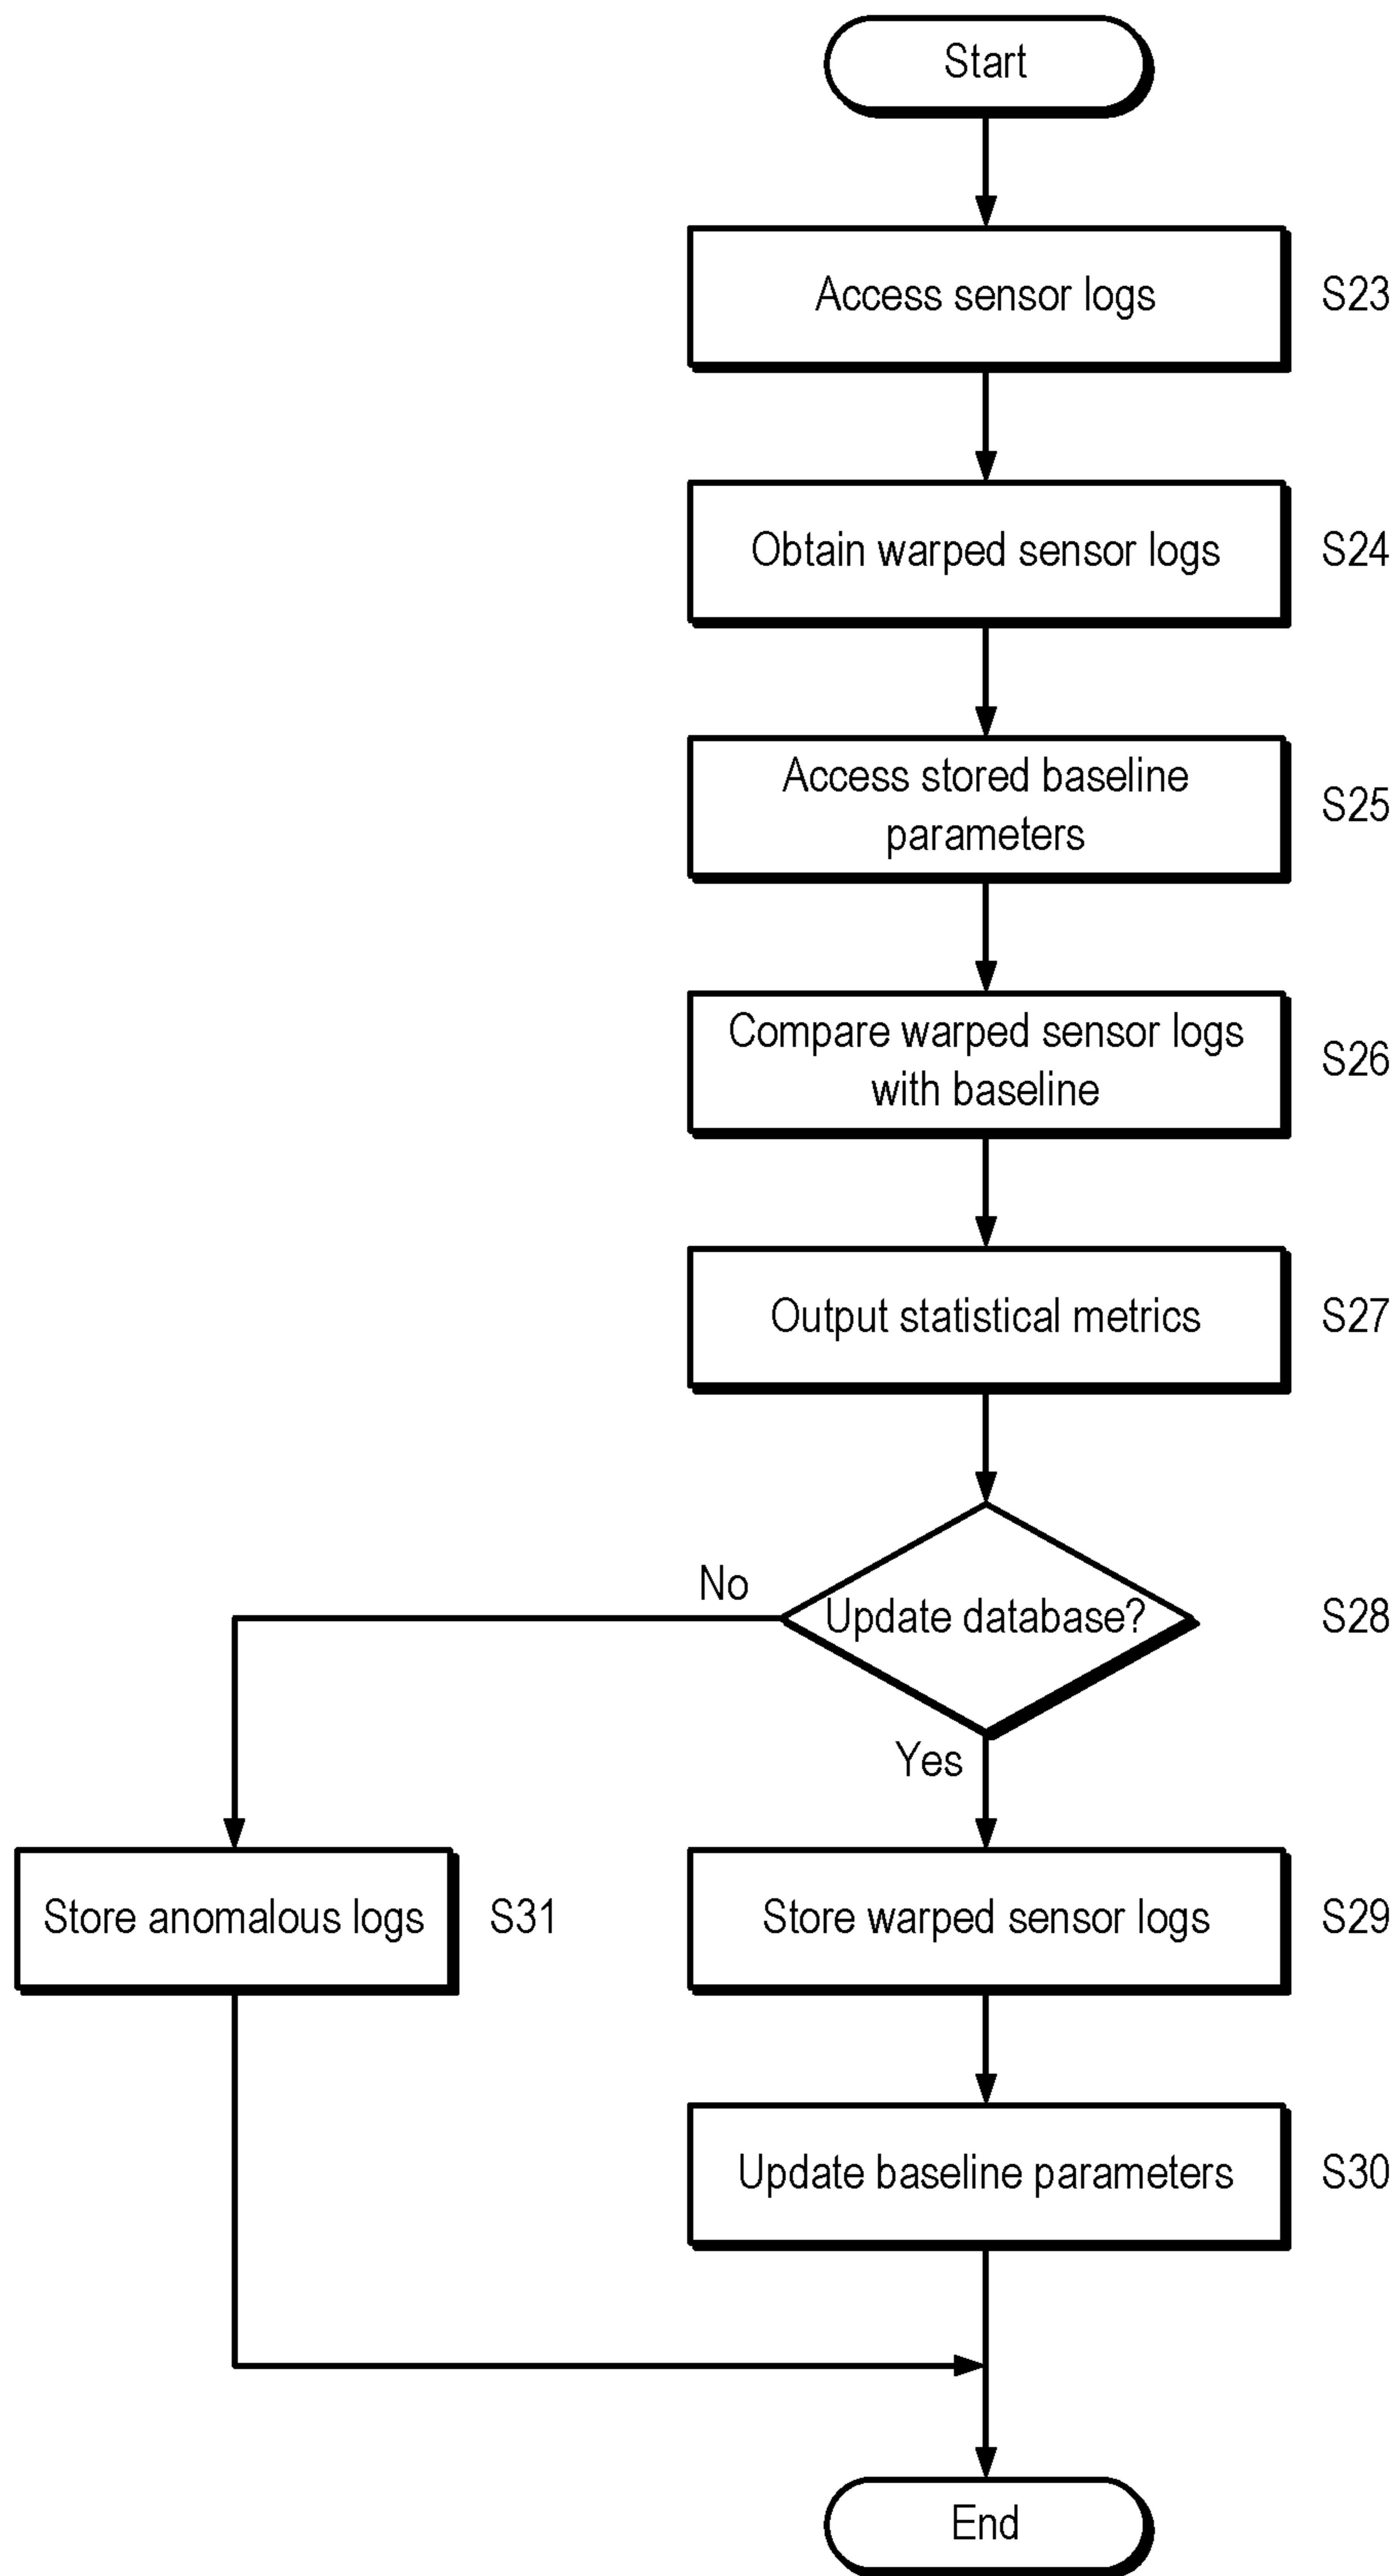 Start
Access sensor logs
S23
Obtain warped sensor logs
S24
Access stored baseline
parameters
S25
Compare warped sensor logs
with baseline
S26
Output statistical metrics
S27
No
Update database?
S28
Yes
Store anomalous logs
S31
Store warped sensor logs
S29
Update baseline parameters
S30
End